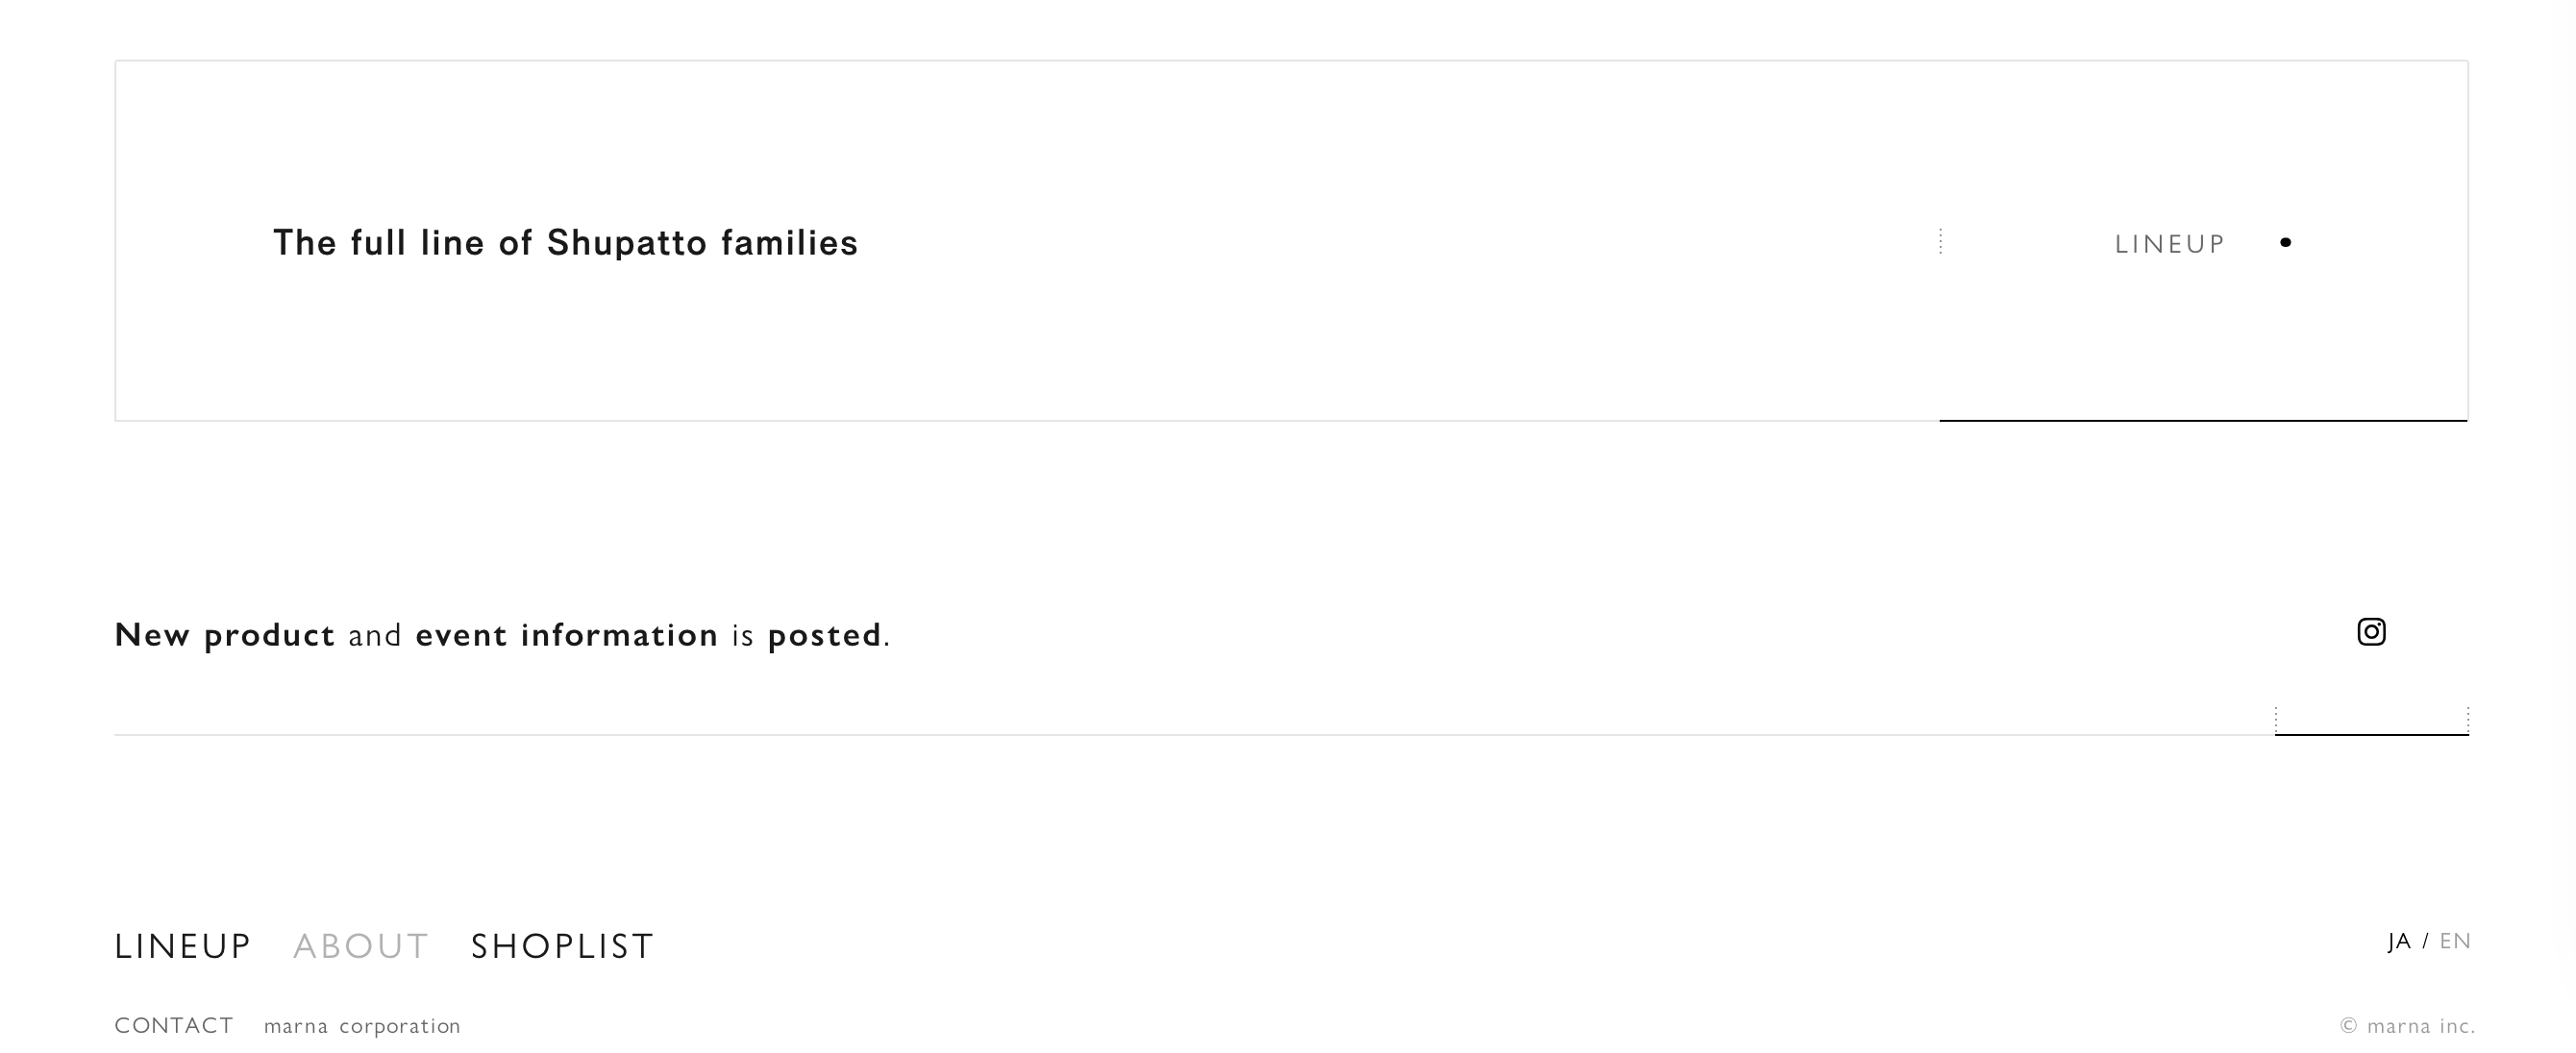 The full line of Shupatto families
LINEUP
New product and event information is posted.
LINEUP ABOUT SHOPLIST
JA / EN
CONTACT marna corporation
© marna inc.